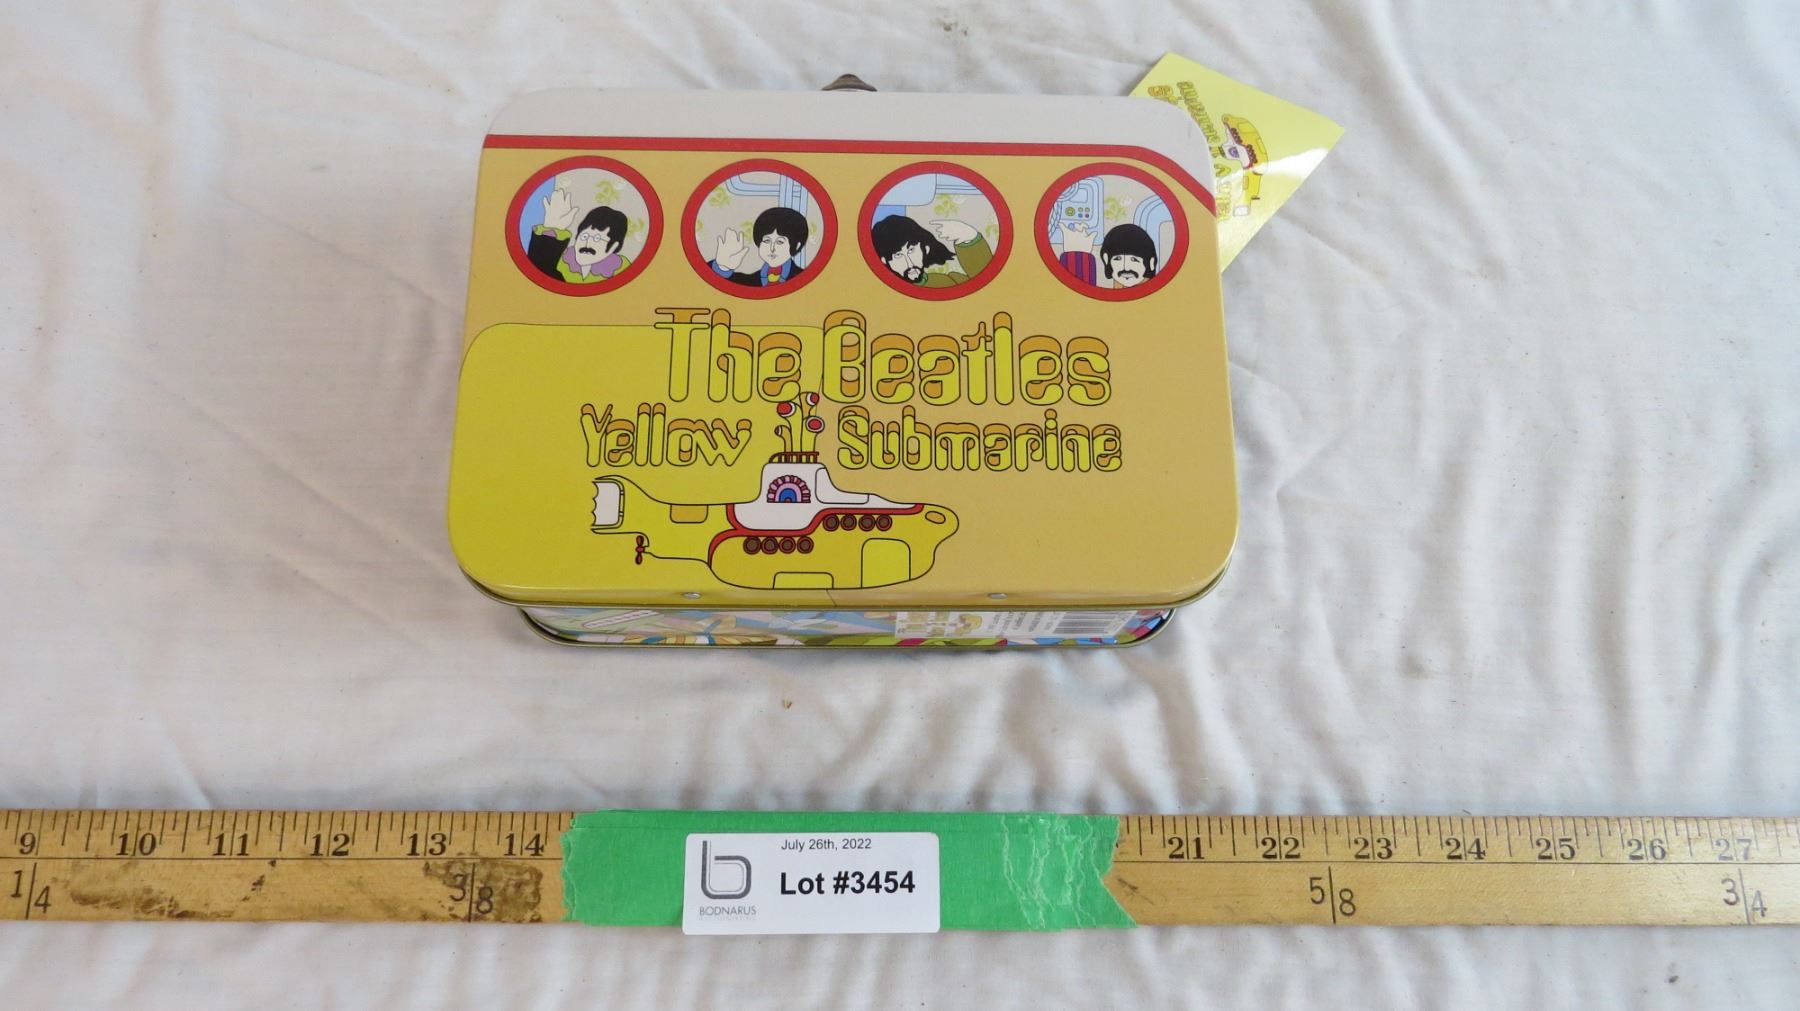 The Beatles
Yellow Submarine
9 10 11 12 13 14 21 22 23 24 25 26 27
1/4 3/8 5/8 3/4
July 26th, 2022
Lot #3454
BODNARUS